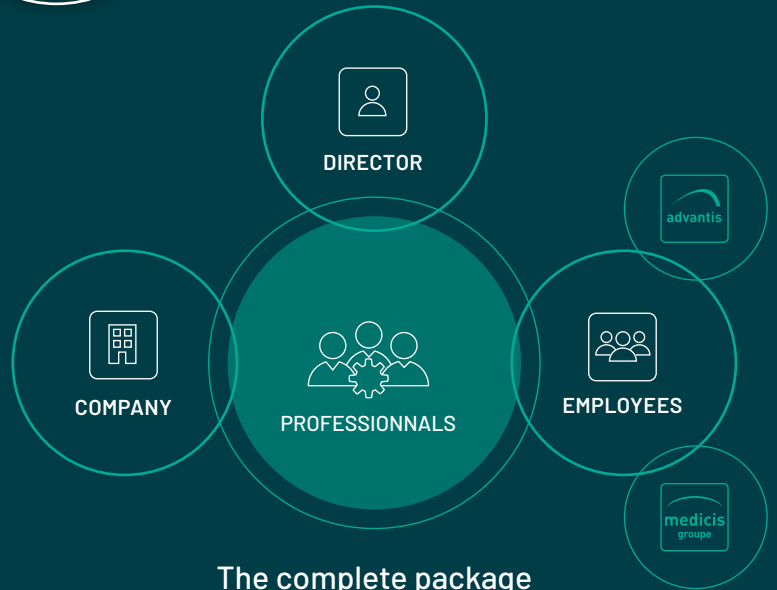 DIRECTOR
advantis
COMPANY
PROFESSIONNALS
EMPLOYEES
medicis
groupe
The complete package